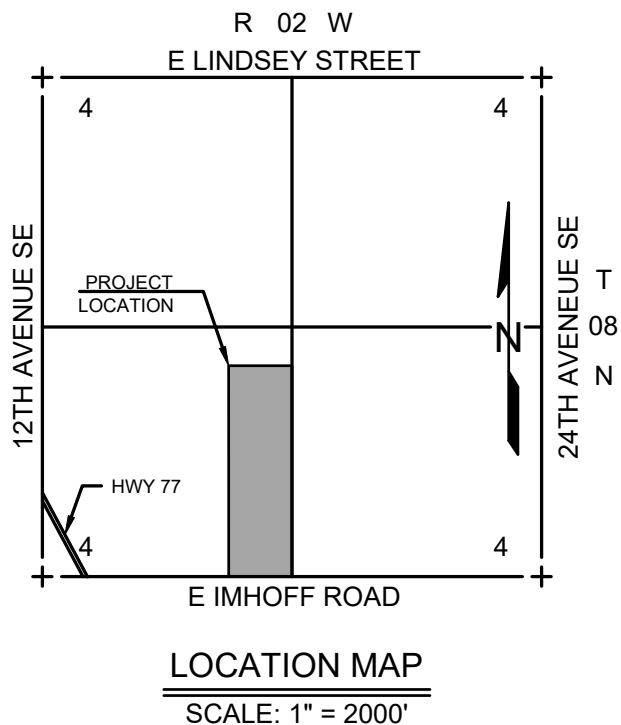 R 02 W
E LINDSEY STREET
4
4
12TH AVENUE SE
PROJECT
LOCATION
24TH AVENEUE SE
T
08
N
N
HWY 77
4
4
E IMHOFF ROAD
LOCATION MAP
SCALE: 1" = 2000'